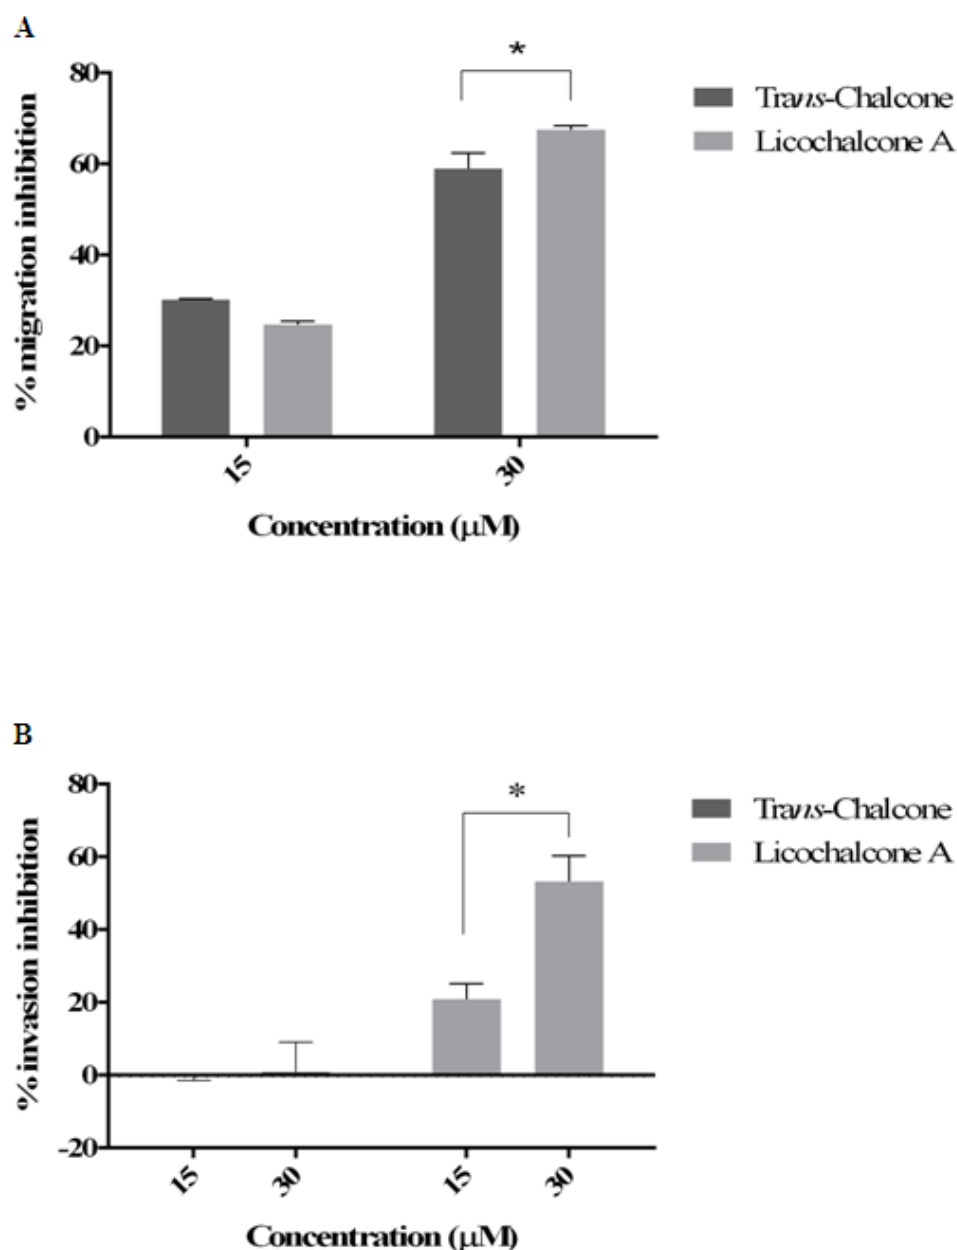 A
*
80
60
40
20
0
% migration inhibition
15
30
Concentration (μM)
Trans-Chalcone
Licochalcone A
B
*
80
60
40
20
0
-20
% invasion inhibition
15
30
15
30
Concentration (μM)
Trans-Chalcone
Licochalcone A